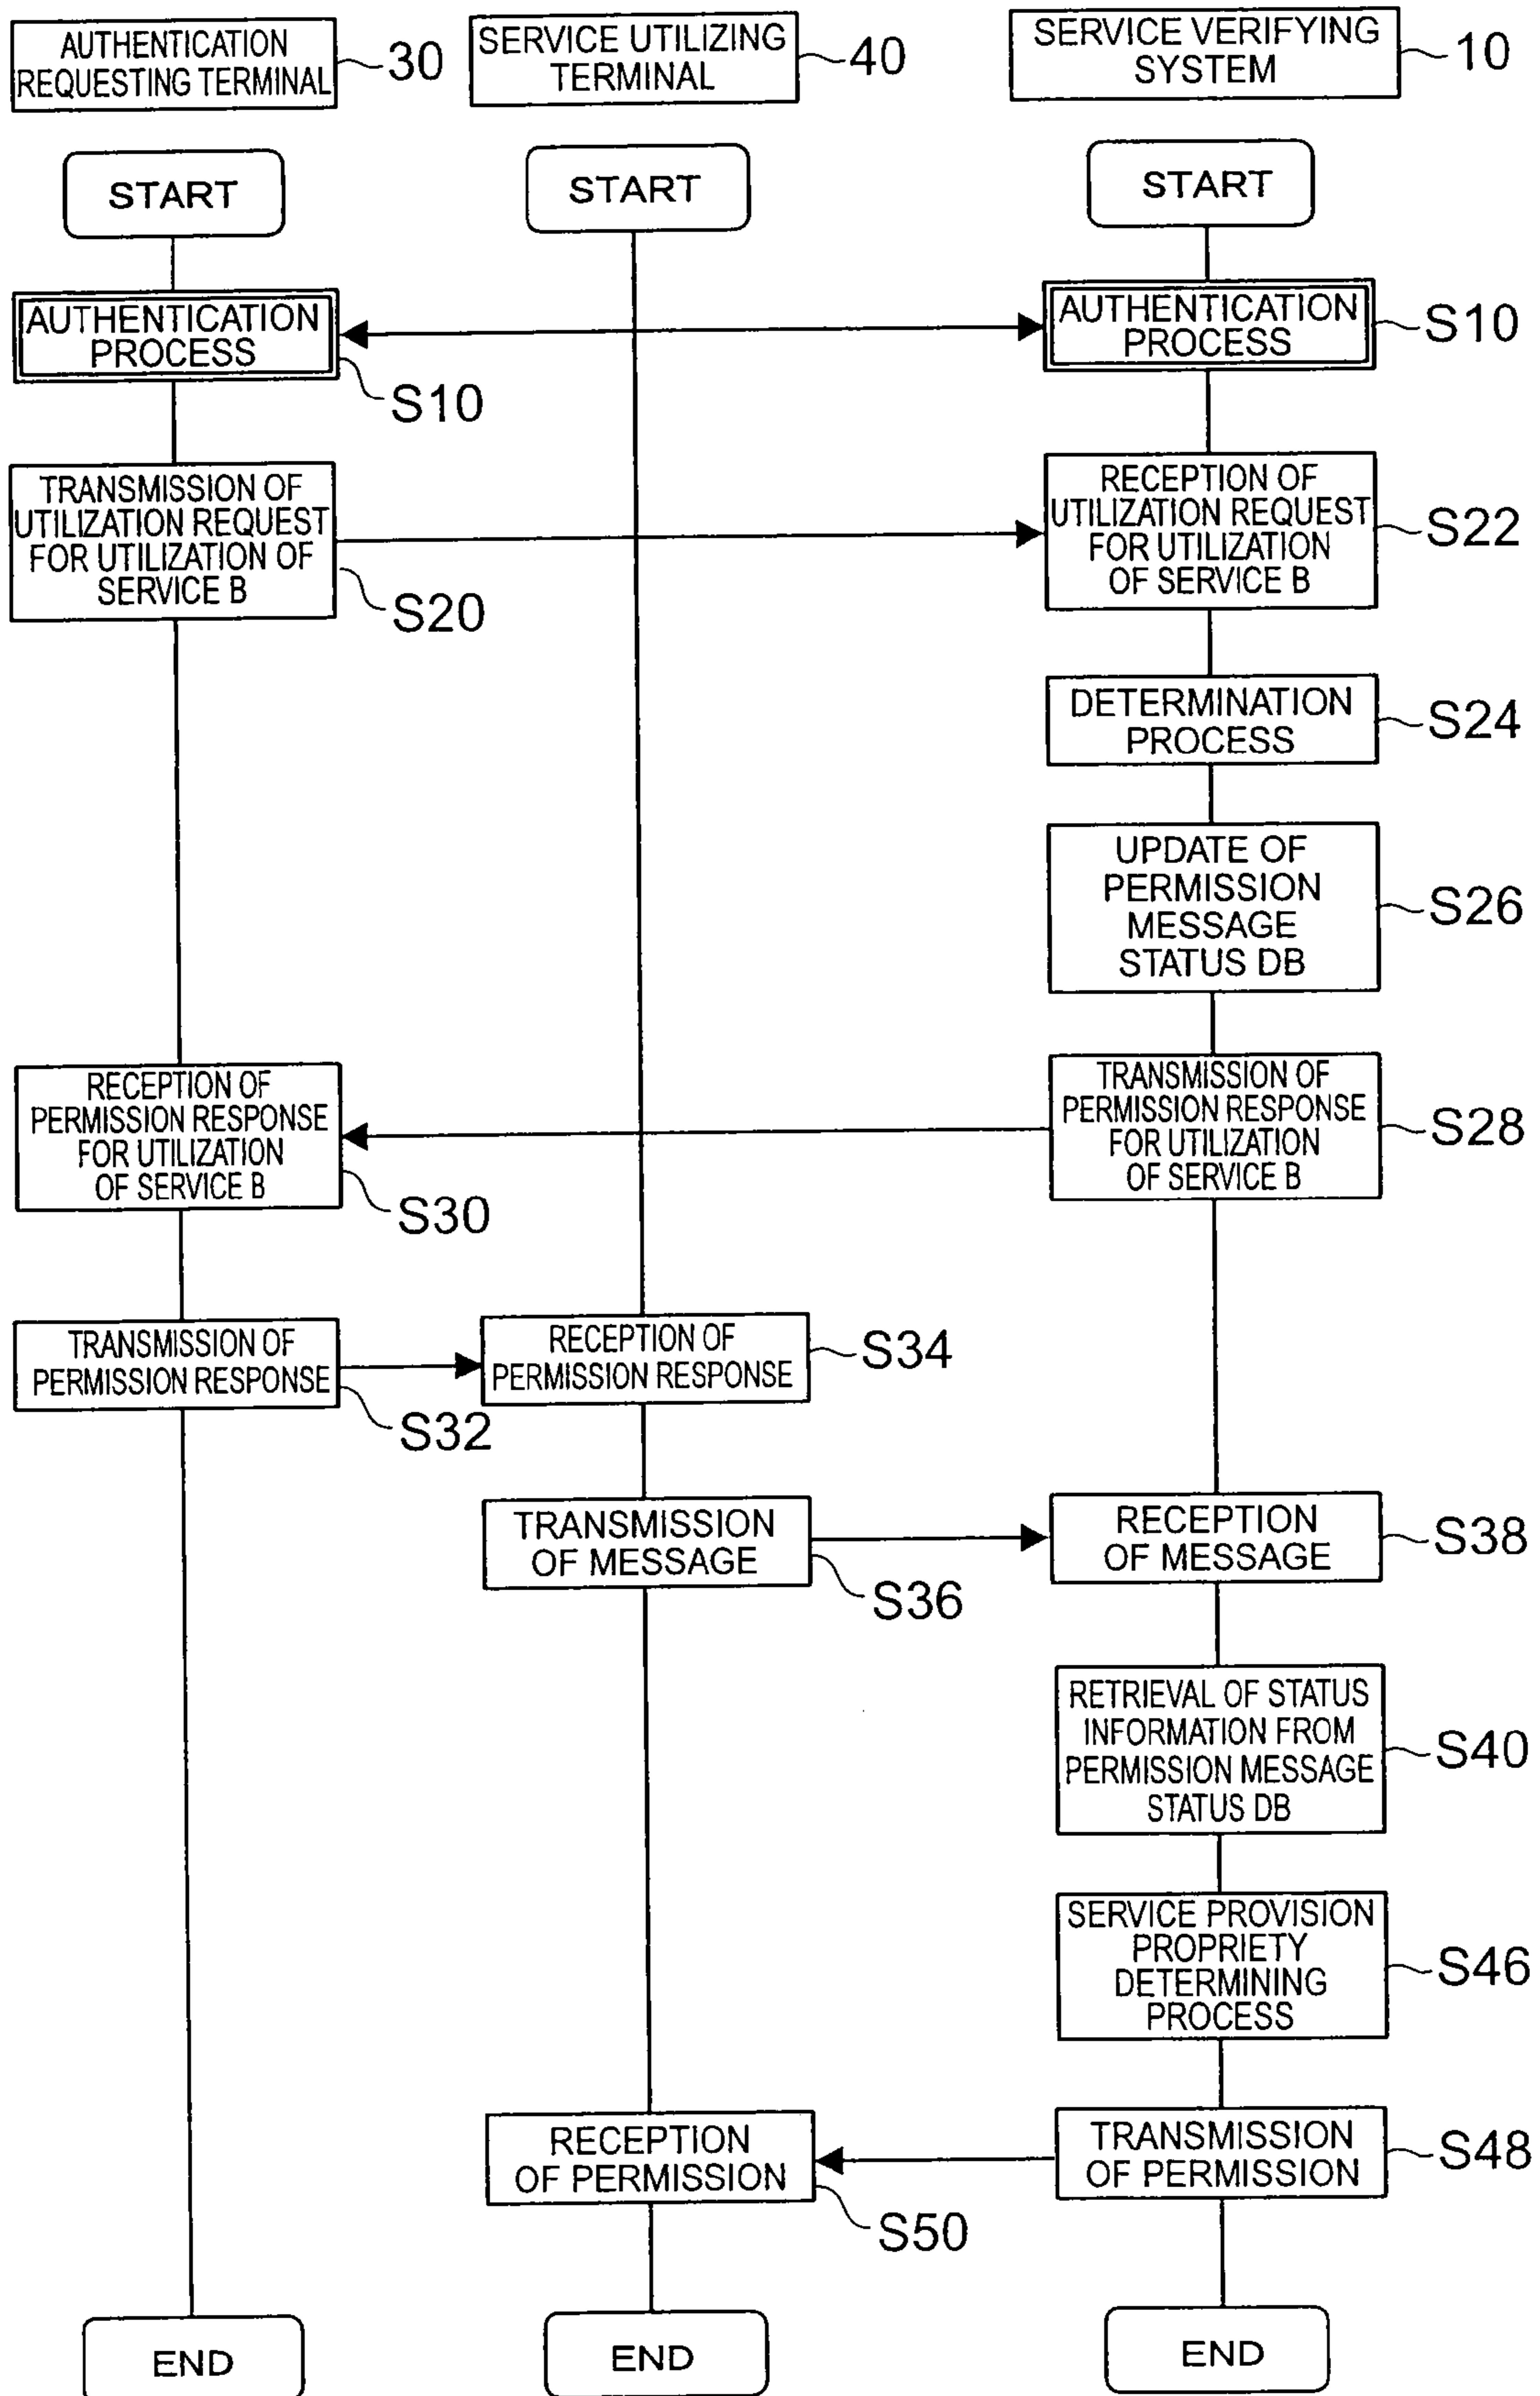 AUTHENTICATION
REQUESTING TERMINAL
30
SERVICE UTILIZING
TERMINAL
40
SERVICE VERIFYING
SYSTEM
10
START
START
START
AUTHENTICATION
PROCESS
S10
AUTHENTICATION
PROCESS
S10
TRANSMISSION OF
UTILIZATION REQUEST
FOR UTILIZATION OF
SERVICE B
S20
RECEPTION OF
UTILIZATION REQUEST
FOR UTILIZATION
OF SERVICE B
S22
DETERMINATION
PROCESS
S24
UPDATE OF
PERMISSION
MESSAGE
STATUS DB
S26
TRANSMISSION OF
PERMISSION RESPONSE
FOR UTILIZATION
OF SERVICE B
S28
RECEPTION OF
PERMISSION RESPONSE
FOR UTILIZATION
OF SERVICE B
S30
TRANSMISSION OF
PERMISSION RESPONSE
S32
RECEPTION OF
PERMISSION RESPONSE
S34
TRANSMISSION
OF MESSAGE
S36
RECEPTION
OF MESSAGE
S38
RETRIEVAL OF STATUS
INFORMATION FROM
PERMISSION MESSAGE
STATUS DB
S40
SERVICE PROVISION
PROPRIETY
DETERMINING
PROCESS
S46
TRANSMISSION
OF PERMISSION
S48
RECEPTION
OF PERMISSION
S50
END
END
END